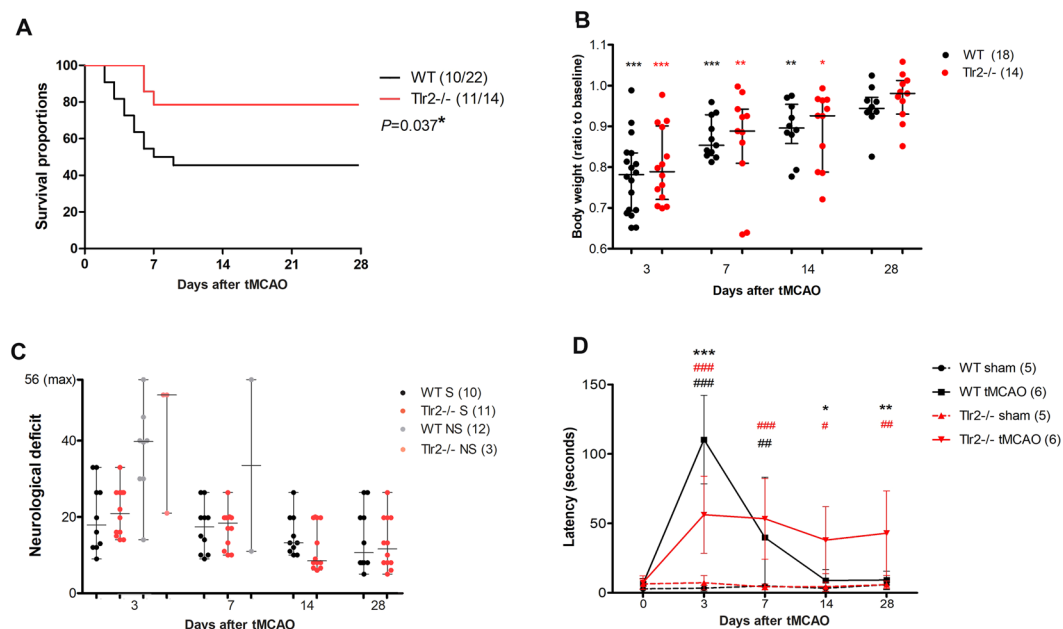 A
100
80
60
40
20
0
Survival proportions
0 7 14 21 28
Days after tMCAO
WT (10/22)
Tlr2-/- (11/14)
P=0.037*
B
1.1
1.0
0.9
0.8
0.7
0.6
Body weight (ratio to baseline)
*** *** *** ** ** *
3 7 14 28
Days after tMCAO
WT (18)
Tlr2-/- (14)
C
56 (max)
40
20
0
Neurological deficit
3 7 14 28
Days after tMCAO
WT S (10)
Tlr2-/- S (11)
WT NS (12)
Tlr2-/- NS (3)
D
150
100
50
0
Latency (seconds)
***
###
###
###
##
*
#
**
##
0 3 7 14 28
Days after tMCAO
WT sham (5)
WT tMCAO (6)
Tlr2-/- sham (5)
Tlr2-/- tMCAO (6)